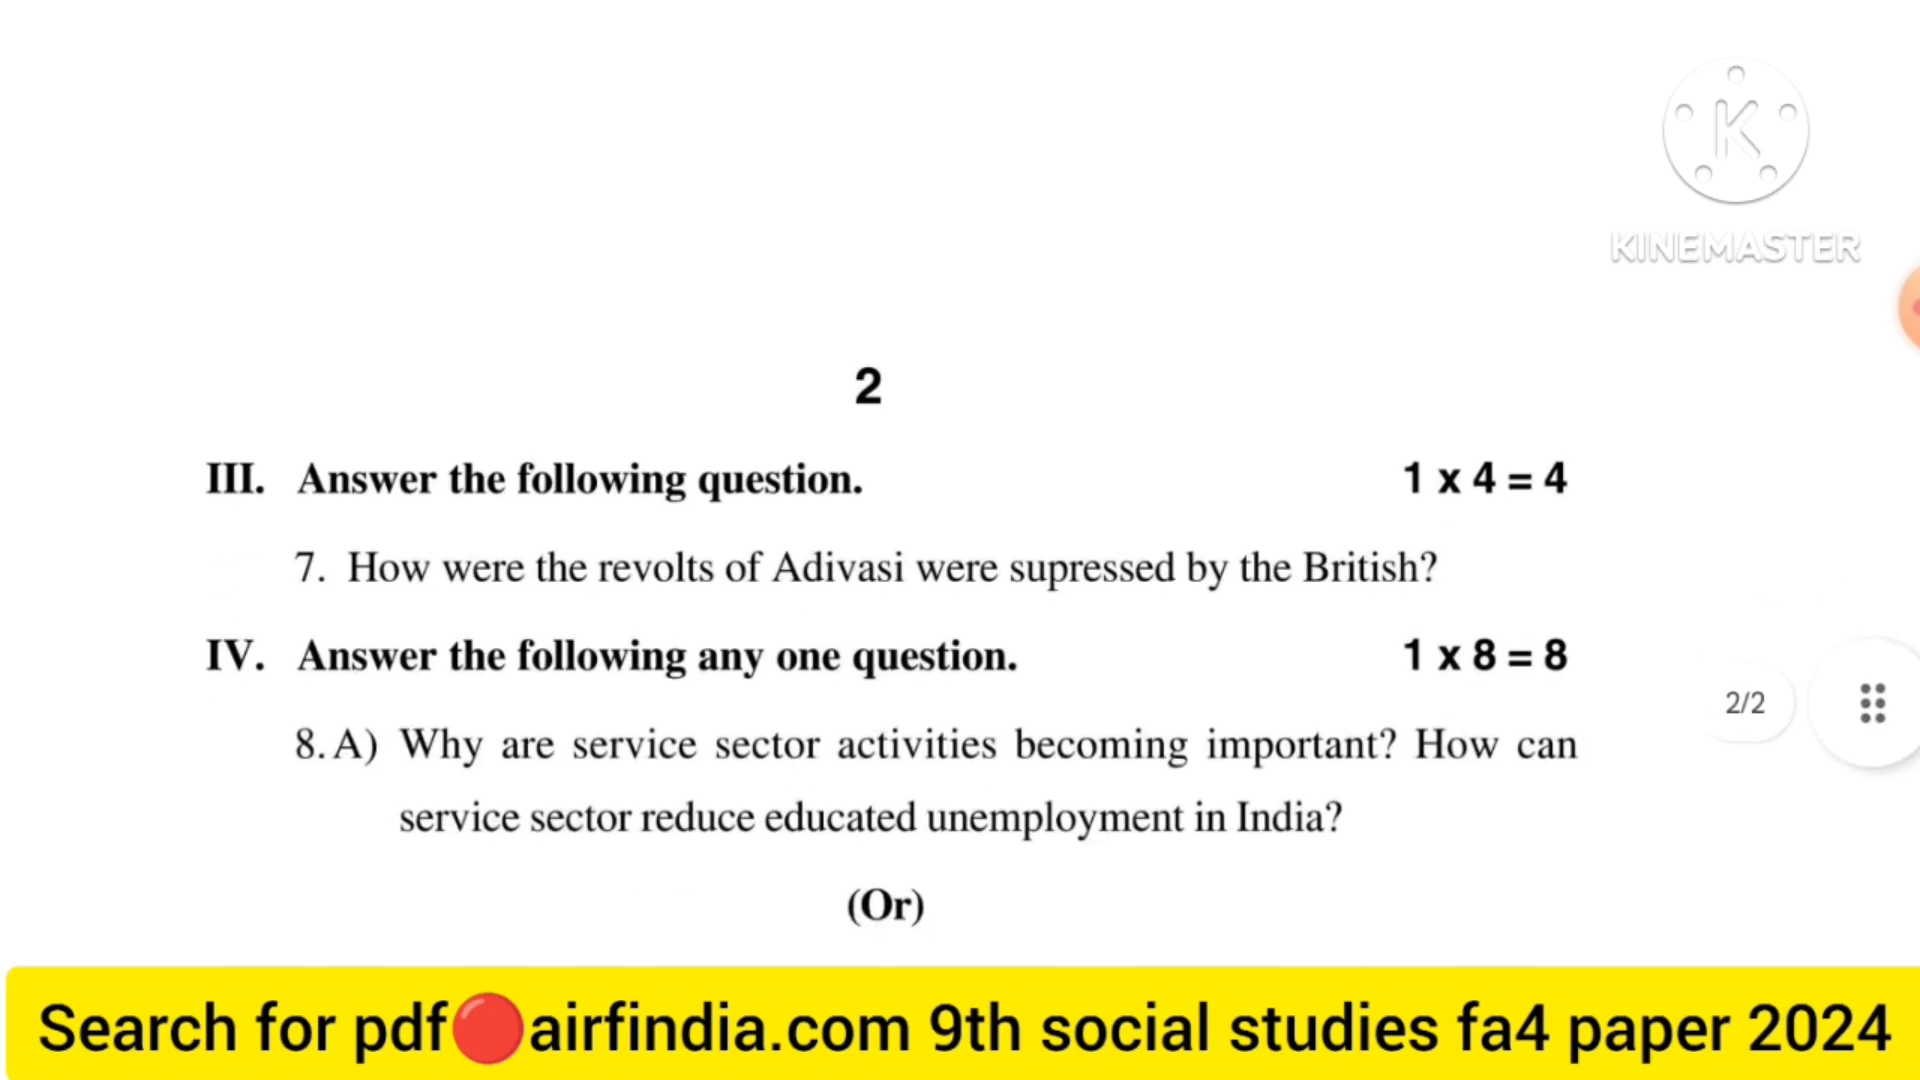 K
KINEMASTER
2
III. Answer the following question. 1 x 4 = 4
7. How were the revolts of Adivasi were supressed by the British?
IV. Answer the following any one question. 1 x 8 = 8
2/2
8. A) Why are service sector activities becoming important? How can
service sector reduce educated unemployment in India?
(Or)
Search for pdf🔴airfindia.com 9th social studies fa4 paper 2024